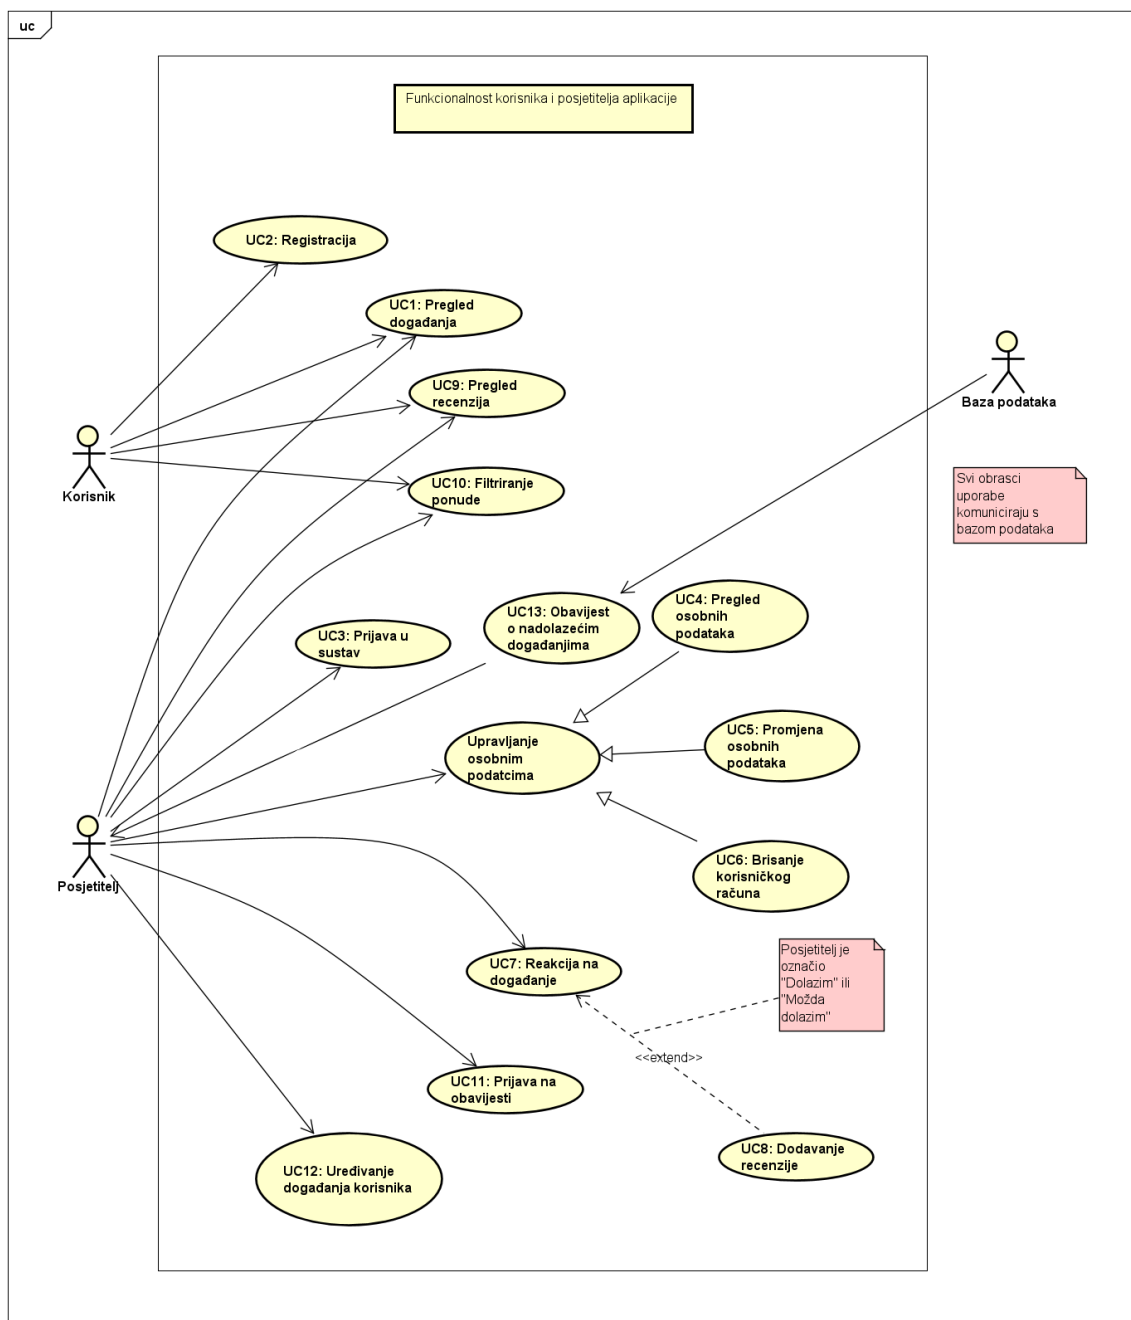 uc
Funkcionalnost korisnika i posjetitelja aplikacije
UC2: Registracija
UC1: Pregled
događanja
UC9: Pregled
recenzija
Baza podataka
Korisnik
UC10: Filtriranje
ponude
Svi obrasci
uporabe
komuniciraju s
bazom podataka
UC13: Obavijest
o nadolazećim
događanjima
UC4: Pregled
osobnih
podataka
UC3: Prijava u
sustav
Upravljanje
osobnim
podatcima
UC5: Promjena
osobnih
podataka
UC6: Brisanje
korisničkog
računa
Posjetitelj
UC7: Reakcija na
događanje
Posjetitelj je
označio
"Dolazim" ili
"Možda
dolazim"
<<extend>>
UC11: Prijava na
obavijesti
UC8: Dodavanje
recenzije
UC12: Uređivanje
događanja korisnika